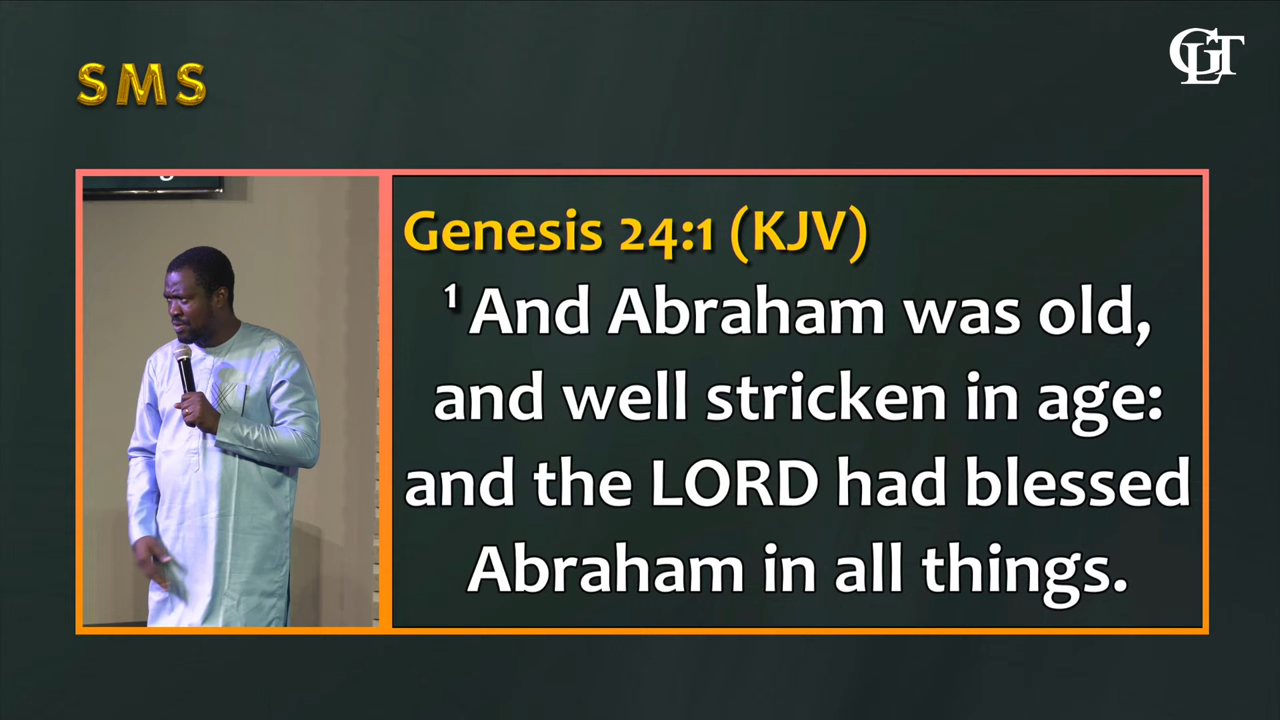 SMS
GLT
Genesis 24:1 (KJV)
1 And Abraham was old,
and well stricken in age:
and the LORD had blessed
Abraham in all things.